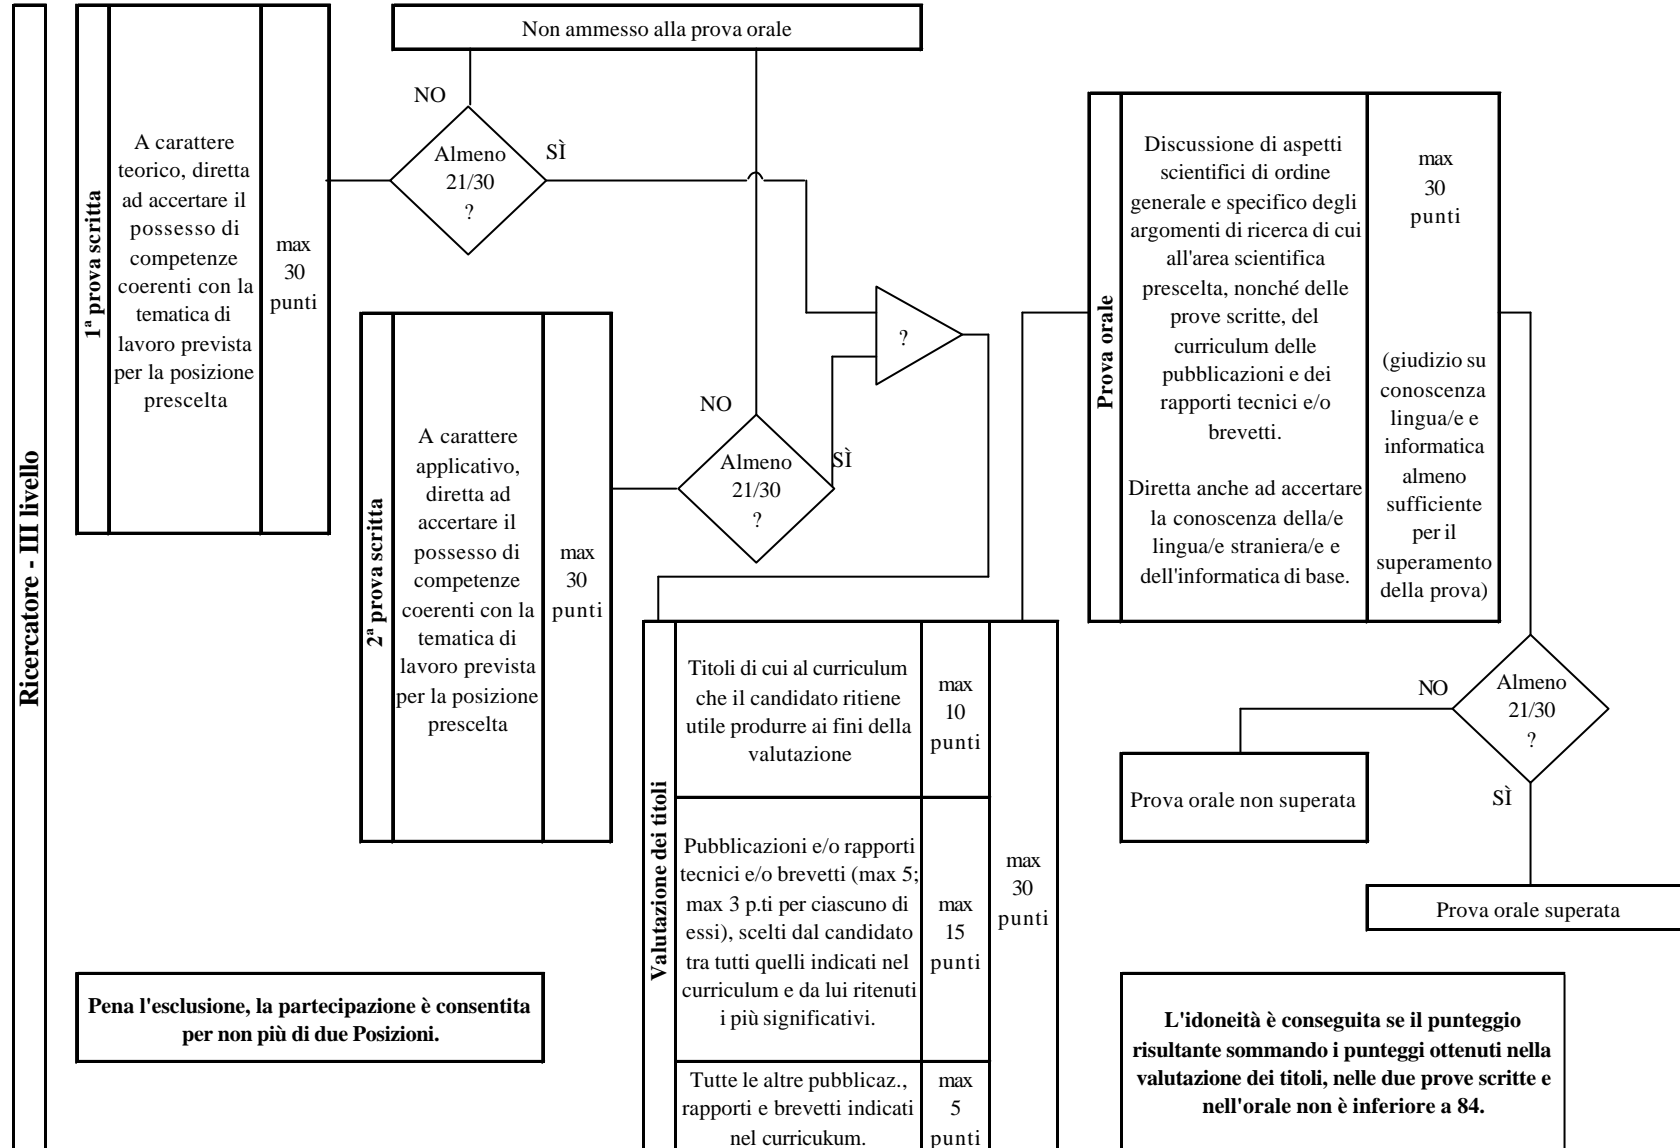 Ricercatore - III livello
1ª prova scritta
A carattere
teorico, diretta
ad accertare il
possesso di
competenze
coerenti con la
tematica di
lavoro prevista
per la posizione
prescelta
max
30
punti
Non ammesso alla prova orale
NO
Almeno
21/30
?
SÌ
2ª prova scritta
A carattere
applicativo,
diretta ad
accertare il
possesso di
competenze
coerenti con la
tematica di
lavoro prevista
per la posizione
prescelta
max
30
punti
NO
Almeno
21/30
?
SÌ
?
Valutazione dei titoli
Titoli di cui al curriculum
che il candidato ritiene
utile produrre ai fini della
valutazione
max
10
punti
Pubblicazioni e/o rapporti
tecnici e/o brevetti (max 5;
max 3 p.ti per ciascuno di
essi), scelti dal candidato
tra tutti quelli indicati nel
curriculum e da lui ritenuti
i più significativi.
max
15
punti
Tutte le altre pubblicaz.,
rapporti e brevetti indicati
nel curricukum.
max
5
punti
max
30
punti
Prova orale
Discussione di aspetti
scientifici di ordine
generale e specifico degli
argomenti di ricerca di cui
all'area scientifica
prescelta, nonché delle
prove scritte, del
curriculum delle
pubblicazioni e dei
rapporti tecnici e/o
brevetti.
Diretta anche ad accertare
la conoscenza della/e
lingua/e straniera/e e
dell'informatica di base.
max
30
punti
(giudizio su
conoscenza
lingua/e e
informatica
almeno
sufficiente
per il
superamento
della prova)
NO
Almeno
21/30
?
SÌ
Prova orale non superata
Prova orale superata
Pena l'esclusione, la partecipazione è consentita
per non più di due Posizioni.
L'idoneità è conseguita se il punteggio
risultante sommando i punteggi ottenuti nella
valutazione dei titoli, nelle due prove scritte e
nell'orale non è inferiore a 84.